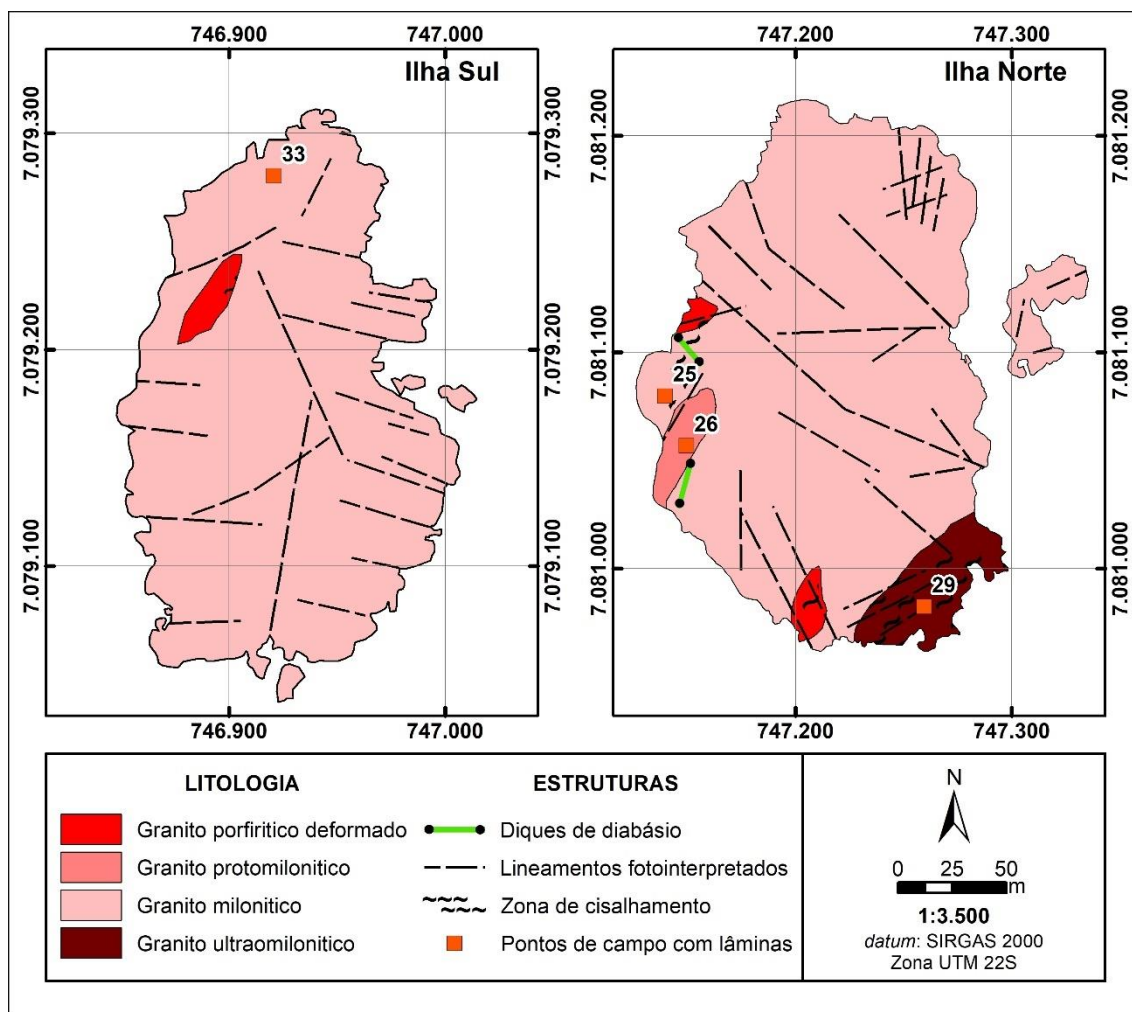 746.900 747.000
Ilha Sul
7.079.300 7.079.300
33
7.079.200 7.079.200
7.079.100 7.079.100
746.900 747.000
747.200 747.300
Ilha Norte
7.081.200 7.081.200
7.081.100 7.081.100
25
26
7.081.000 7.081.000
29
747.200 747.300
LITOLOGIA
Granito porfiritico deformado
Granito protomilonitico
Granito milonitico
Granito ultraomilonitico
ESTRUTURAS
Diques de diabásio
Lineamentos fotointerpretados
Zona de cisalhamento
Pontos de campo com lâminas
N
0 25 50
m
1:3.500
datum: SIRGAS 2000
Zona UTM 22S